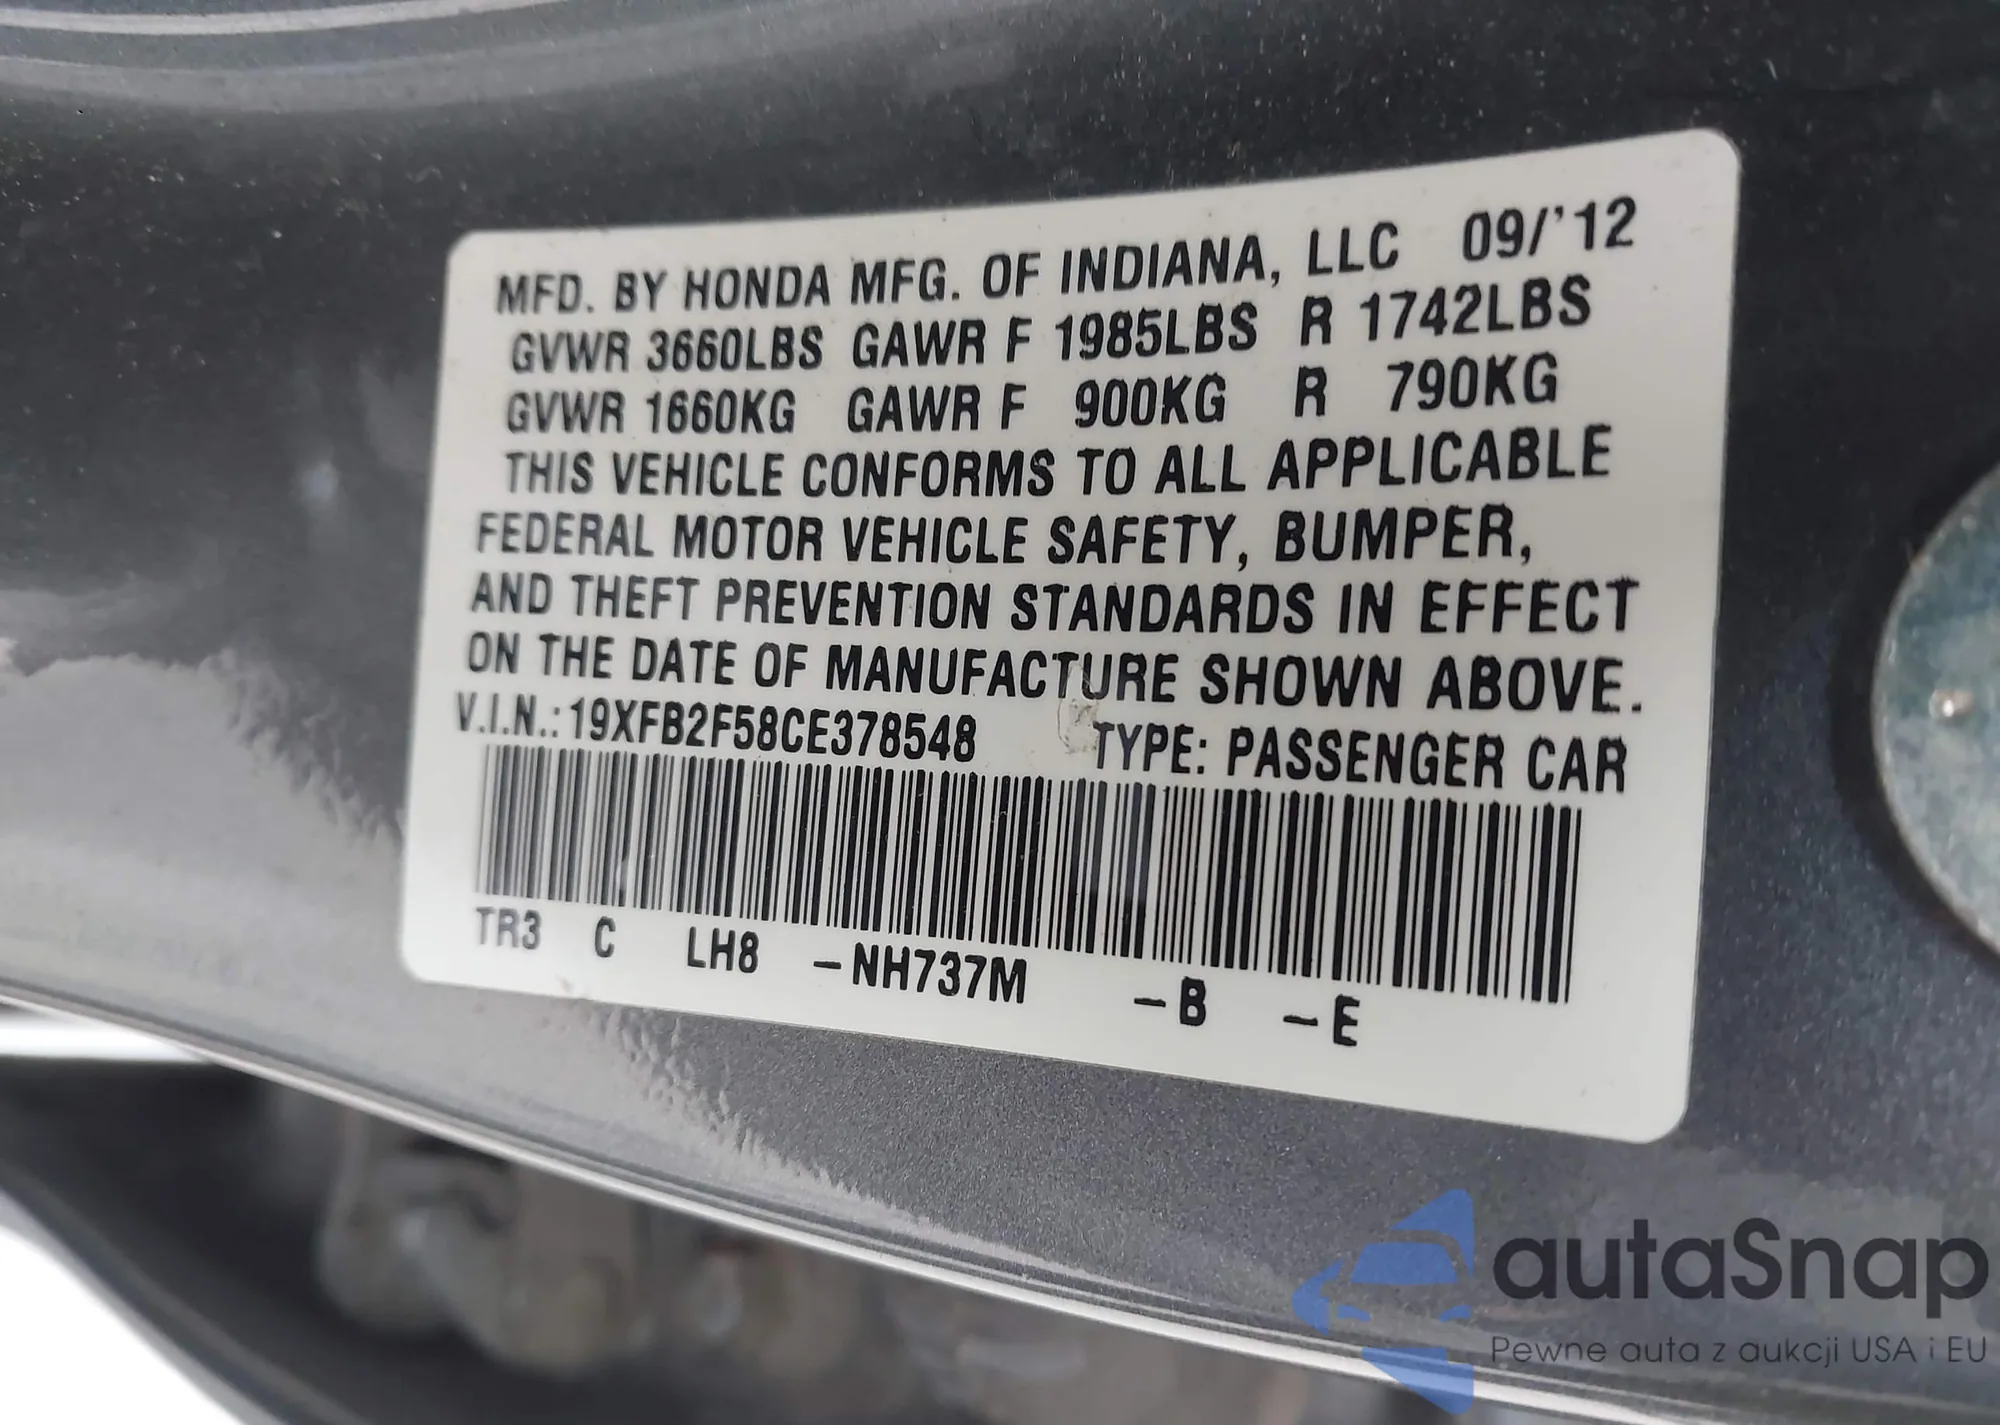 MFD. BY HONDA MFG. OF INDIANA, LLC 09/'12
GVWR 3660LBS GAWR F 1985LBS R 1742LBS
GVWR 1660KG GAWR F 900KG R 790KG
THIS VEHICLE CONFORMS TO ALL APPLICABLE
FEDERAL MOTOR VEHICLE SAFETY, BUMPER,
AND THEFT PREVENTION STANDARDS IN EFFECT
ON THE DATE OF MANUFACTURE SHOWN ABOVE.
V.I.N.: 19XFB2F58CE378548 TYPE: PASSENGER CAR
TR3 C LH8 –NH737M –B –E
autaSnap
Pewne auta z aukcji USA i EU